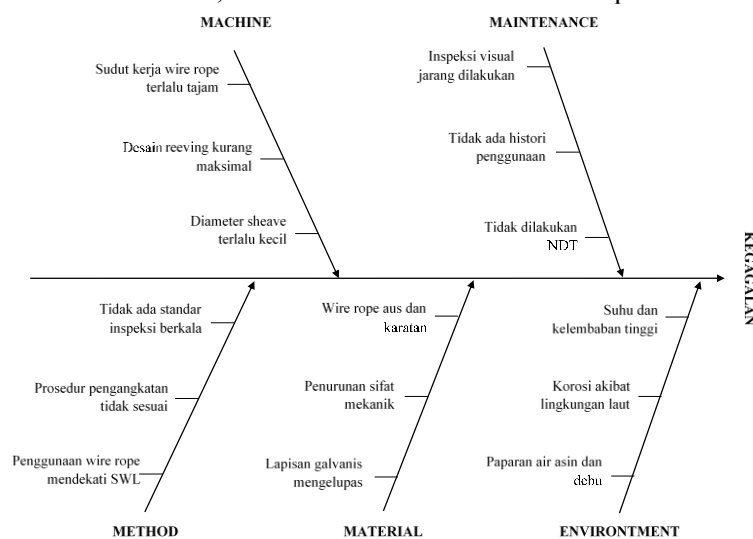 MACHINE
MAINTENANCE
Sudut kerja wire rope
terlalu tajam
Inspeksi visual
jarang dilakukan
Desain reeving kurang
maksimal
Tidak ada histori
penggunaan
Diameter sheave
terlalu kecil
Tidak dilakukan
NDT
KEGAGALAN
Tidak ada standar
inspeksi berkala
Wire rope aus dan
karatan
Suhu dan
kelembaban tinggi
Prosedur pengangkatan
tidak sesuai
Penurunan sifat
mekanik
Korosi akibat
lingkungan laut
Penggunaan wire rope
mendekati SWL
Lapisan galvanis
mengelupas
Paparan air asin dan
debu
METHOD
MATERIAL
ENVIRONTMENT